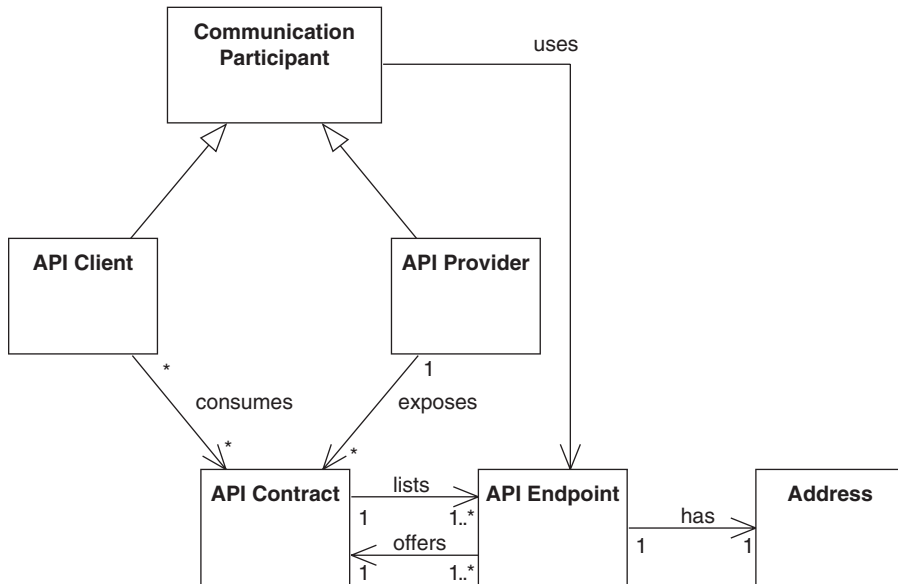 Communication
Participant
uses
API Client
API Provider
*
1
consumes
exposes
*
*
API Contract
lists
API Endpoint
Address
1
1..*
has
offers
1
1
1
1..*